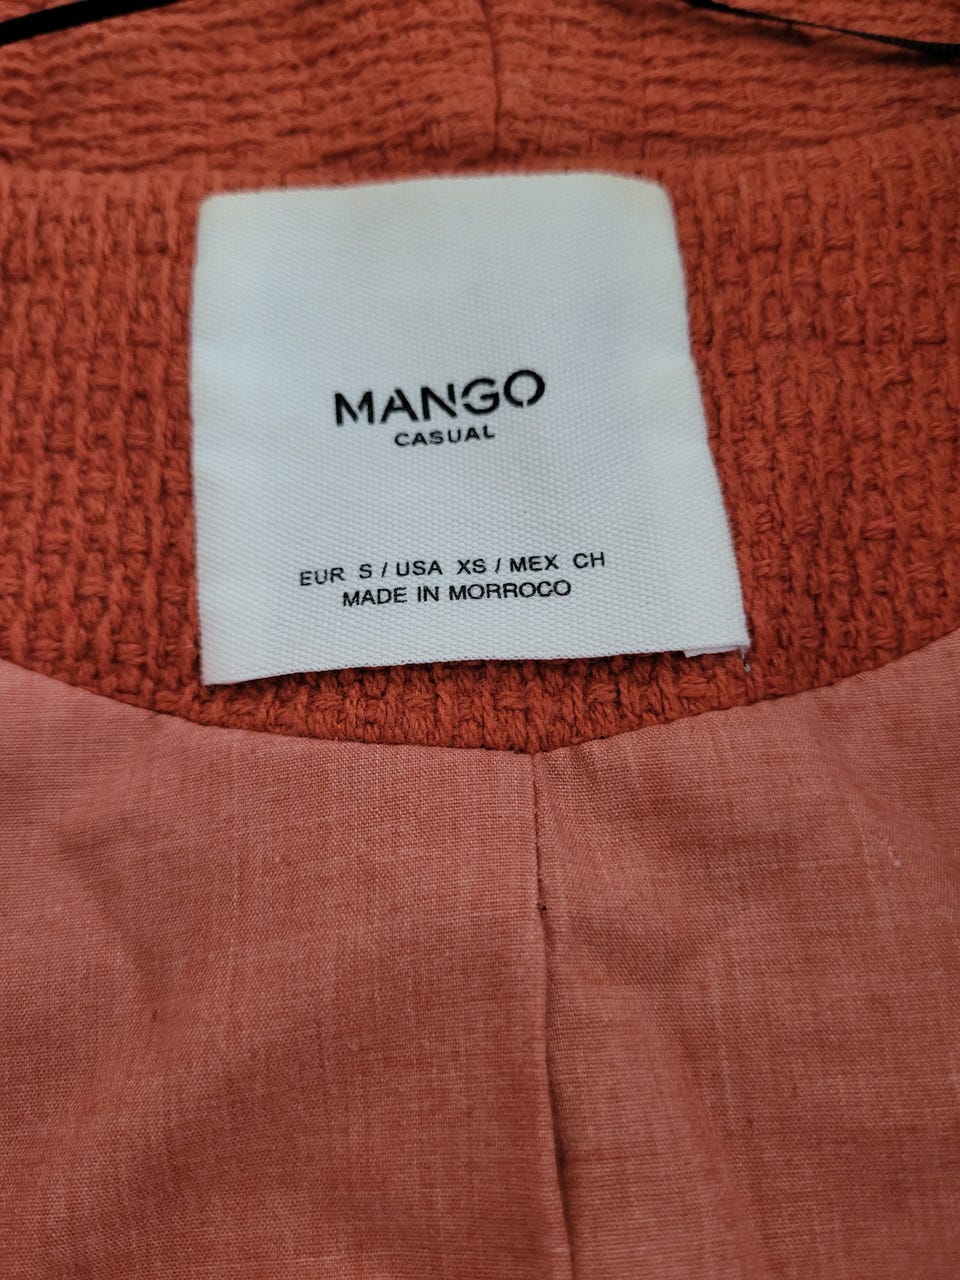 MANGO
CASUAL
EUR S / USA XS / MEX CH
MADE IN MORROCO